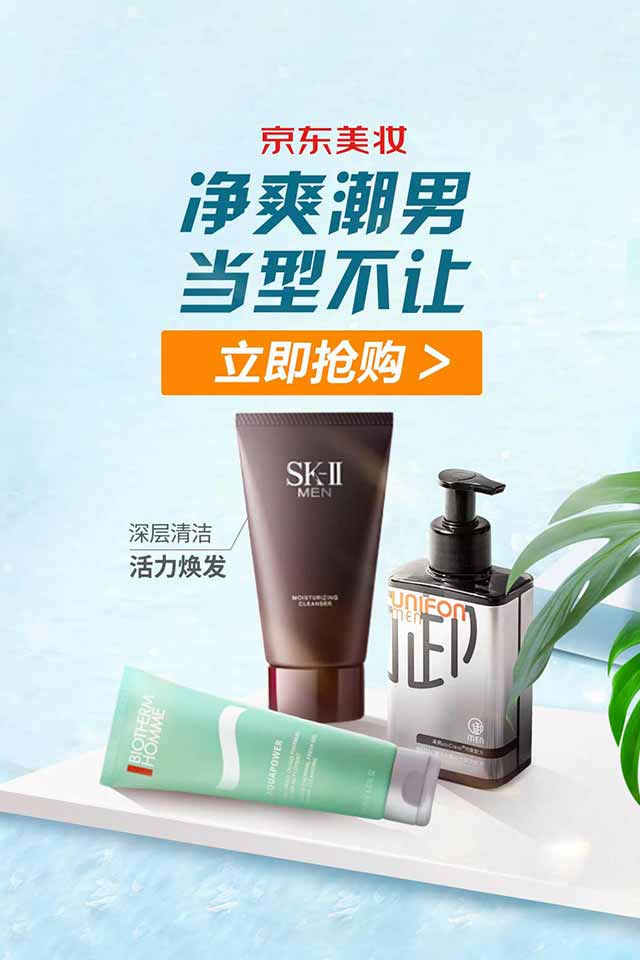 京东美妆
净爽潮男
当型不让
立即抢购 >
SK-II
MEN
深层清洁
活力焕发
MOISTURIZING
CLEANSER
UNIFON
MEN
MEN
BIOTHERM
HOMME
AQUAPOWER